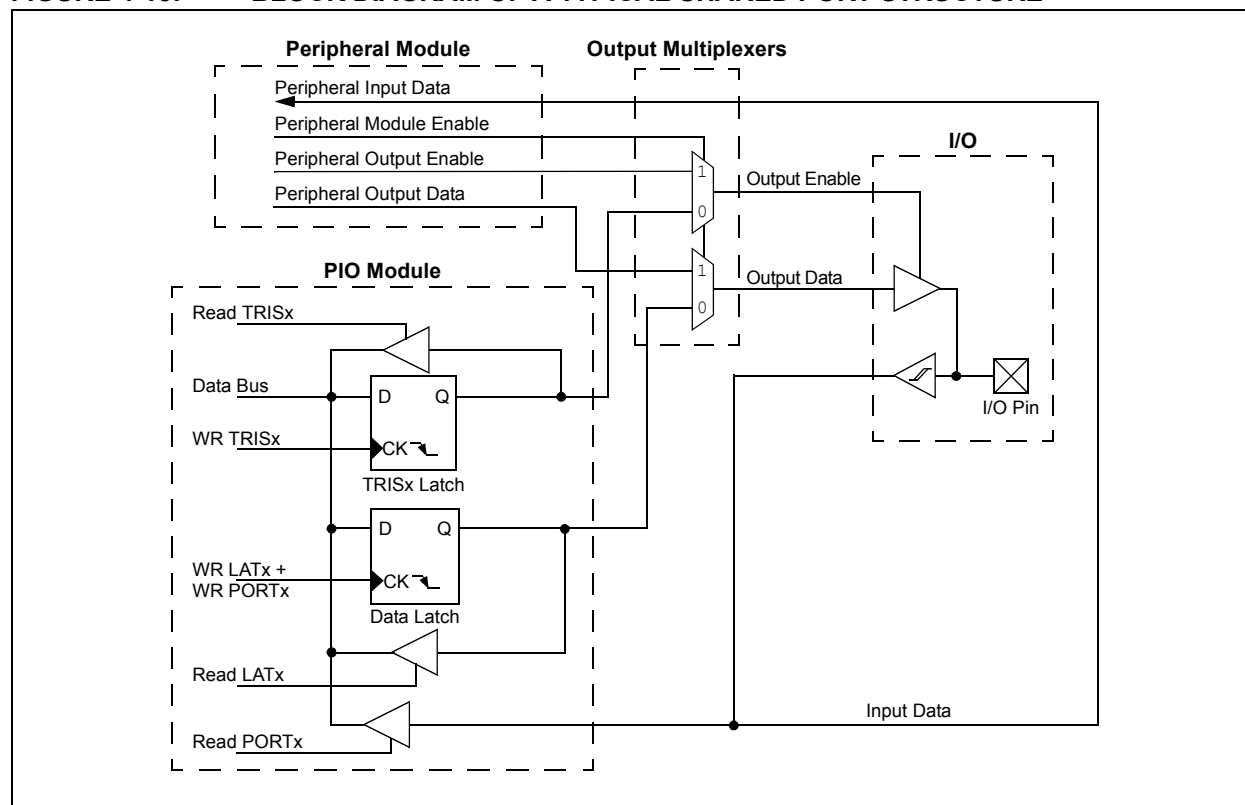 Peripheral Module
Output Multiplexers
Peripheral Input Data
Peripheral Module Enable
Peripheral Output Enable
Peripheral Output Data
1
0
Output Enable
1
0
Output Data
I/O
I/O Pin
PIO Module
Read TRISx
Data Bus
D Q
WR TRISx
CK
TRISx Latch
D Q
WR LATx +
WR PORTx
CK
Data Latch
Read LATx
Read PORTx
Input Data